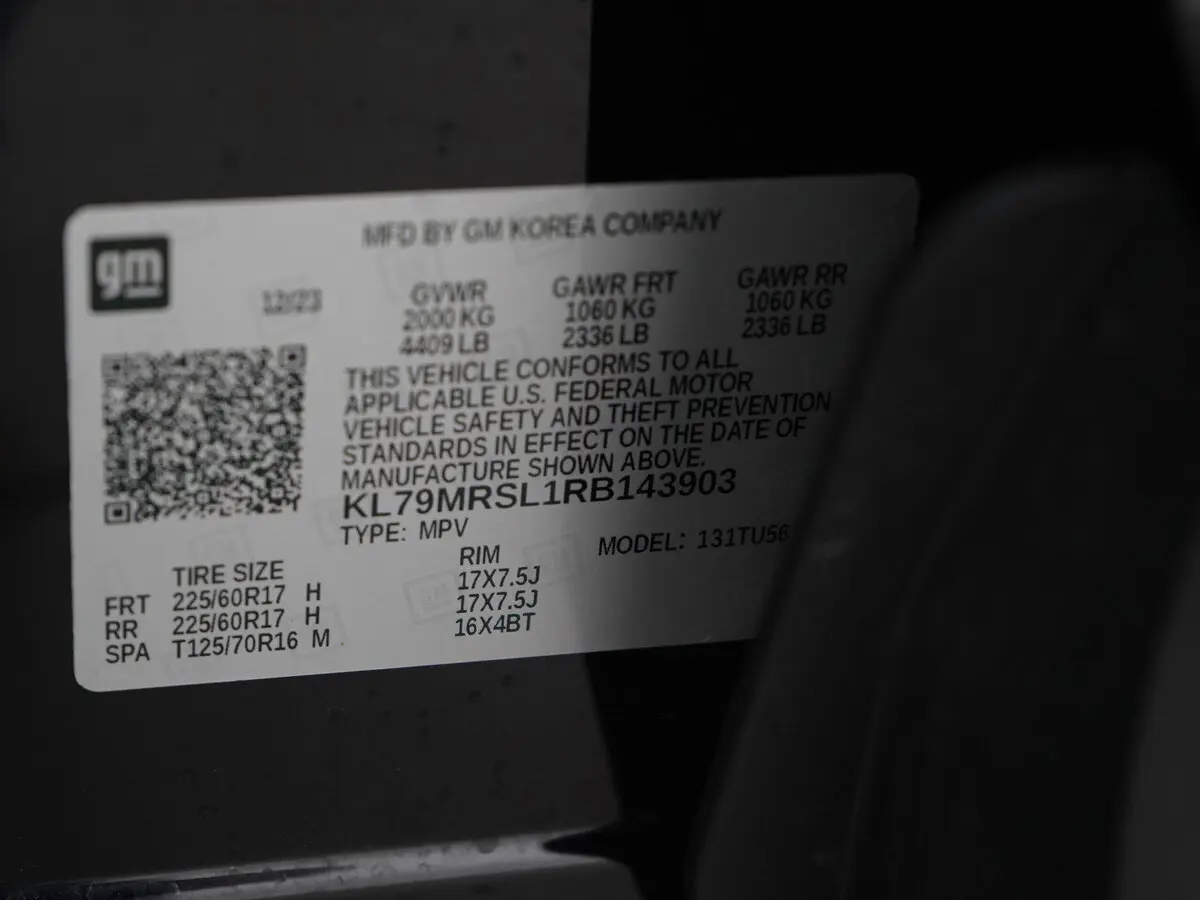 gm
MFD BY GM KOREA COMPANY
12/23 GVWR GAWR FRT GAWR RR
2000 KG 1060 KG 1060 KG
4409 LB 2336 LB 2336 LB
THIS VEHICLE CONFORMS TO ALL
APPLICABLE U.S. FEDERAL MOTOR
VEHICLE SAFETY AND THEFT PREVENTION
STANDARDS IN EFFECT ON THE DATE OF
MANUFACTURE SHOWN ABOVE.
KL79MRSL1RB143903
TYPE: MPV MODEL: 131TU56
TIRE SIZE RIM
FRT 225/60R17 H 17X7.5J
RR 225/60R17 H 17X7.5J
SPA T125/70R16 M 16X4BT